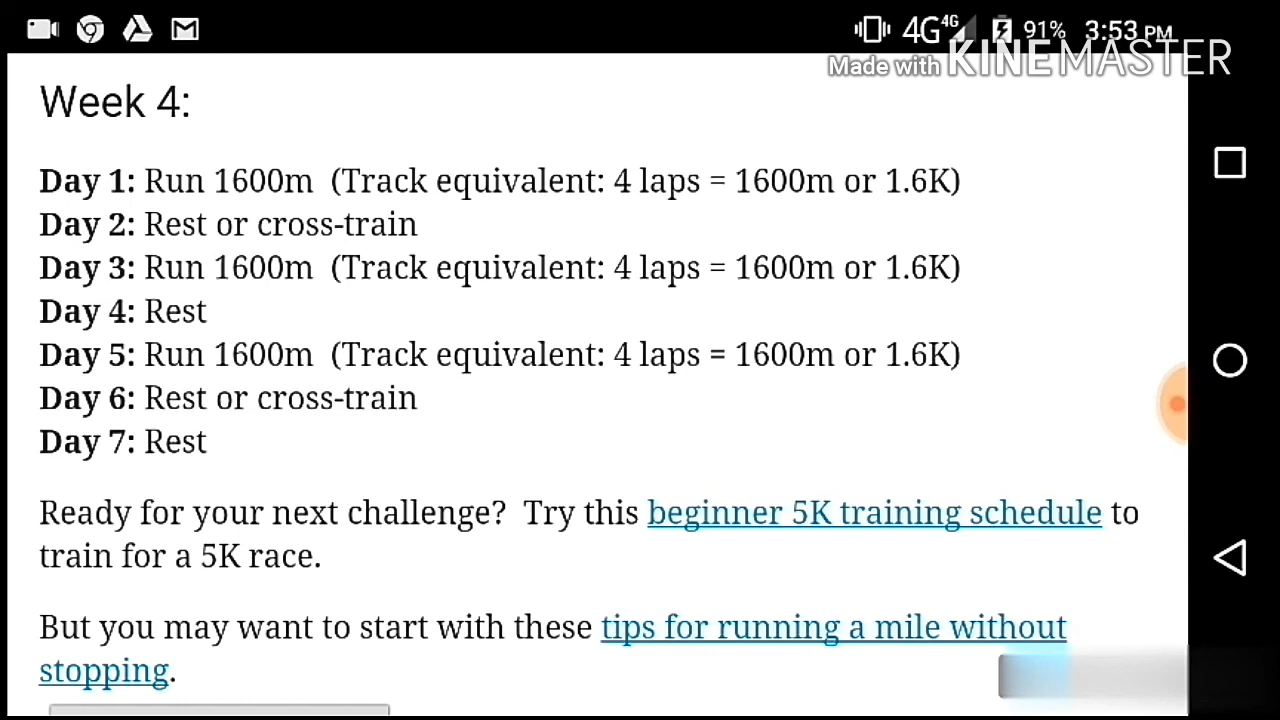 4G 4G 91% 3:53 PM
Made with KINEMASTER
Week 4:
Day 1: Run 1600m (Track equivalent: 4 laps = 1600m or 1.6K)
Day 2: Rest or cross-train
Day 3: Run 1600m (Track equivalent: 4 laps = 1600m or 1.6K)
Day 4: Rest
Day 5: Run 1600m (Track equivalent: 4 laps = 1600m or 1.6K)
Day 6: Rest or cross-train
Day 7: Rest
Ready for your next challenge? Try this beginner 5K training schedule to
train for a 5K race.
But you may want to start with these tips for running a mile without
stopping.